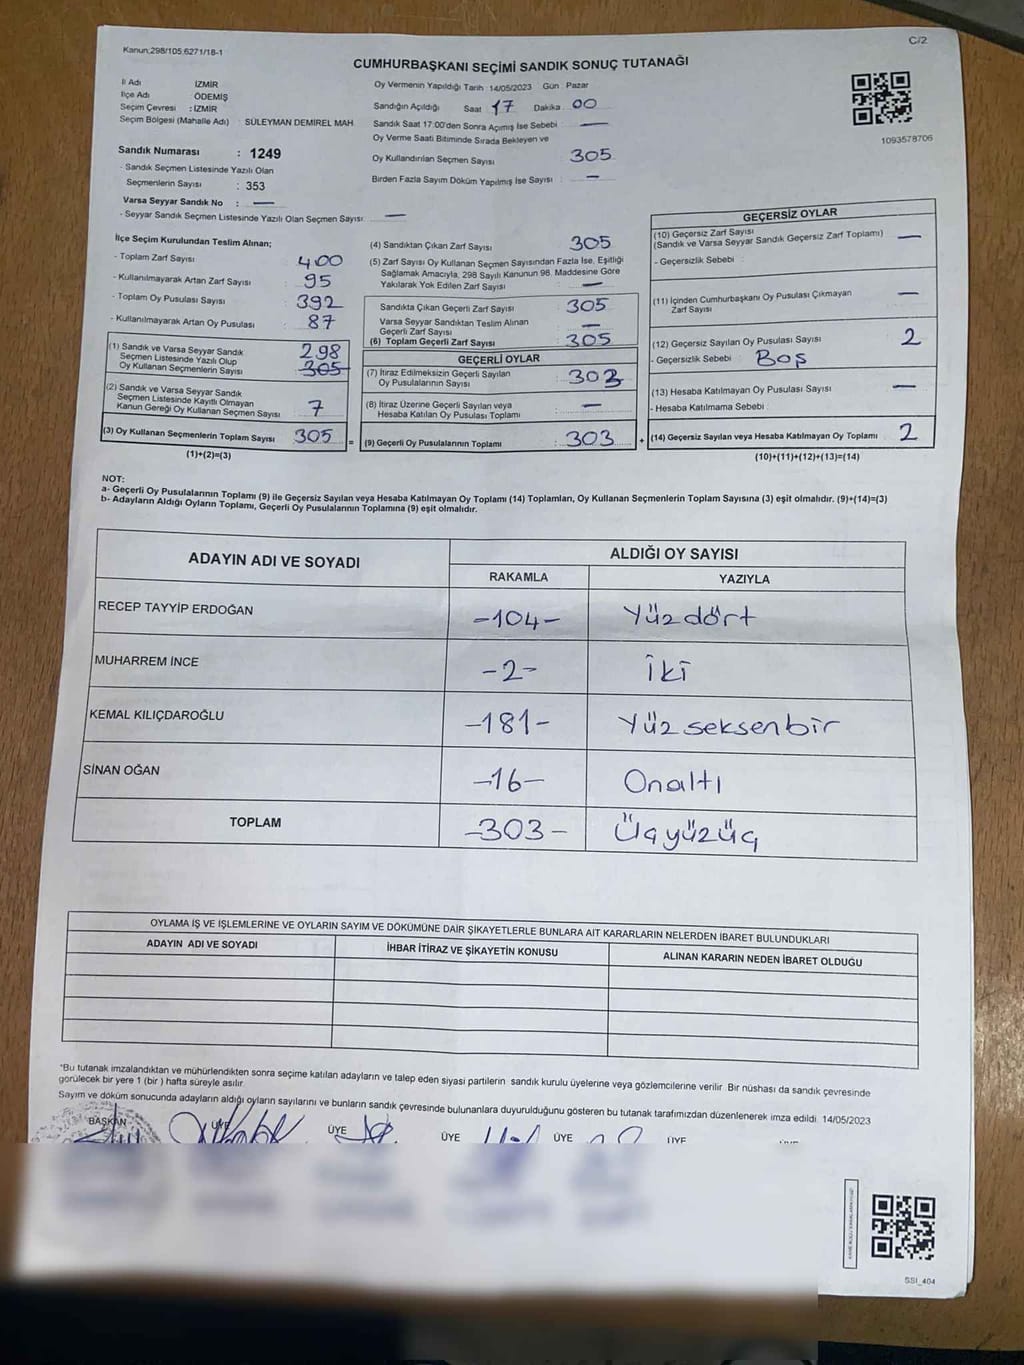 Kanun:298/105,6271/18-1
C/2
CUMHURBAŞKANI SEÇİMİ SANDIK SONUÇ TUTANAĞI
İl Adı İZMİR
İlçe Adı ÖDEMİŞ
Seçim Çevresi : İZMİR
Seçim Bölgesi (Mahalle Adı) : SÜLEYMAN DEMİREL MAH
Sandık Numarası : 1249
- Sandık Seçmen Listesinde Yazılı Olan
Seçmenlerin Sayısı : 353
Varsa Seyyar Sandık No : —
- Seyyar Sandık Seçmen Listesinde Yazılı Olan Seçmen Sayısı : —
Oy Vermenin Yapıldığı Tarih : 14/05/2023 Gün : Pazar
Sandığın Açıldığı Saat 17 Dakika 00
Sandık Saat 17:00'den Sonra Açımış İse Sebebi : —
Oy Verme Saati Bitiminde Sırada Bekleyen ve
Oy Kullandırılan Seçmen Sayısı : 305
Birden Fazla Sayım Döküm Yapılmış İse Sayısı : —
1093578706
İlçe Seçim Kurulundan Teslim Alınan;
- Toplam Zarf Sayısı : 400
- Kullanılmayarak Artan Zarf Sayısı : 95
- Toplam Oy Pusulası Sayısı : 392
- Kullanılmayarak Artan Oy Pusulası : 87
(1) Sandık ve Varsa Seyyar Sandık
Seçmen Listesinde Yazılı Olup
Oy Kullanan Seçmenlerin Sayısı : 298 305
(2) Sandık ve Varsa Seyyar Sandık
Seçmen Listesinde Kayıtlı Olmayan
Kanun Gereği Oy Kullanan Seçmen Sayısı : 7
(3) Oy Kullanan Seçmenlerin Toplam Sayısı : 305 =
(1)+(2)=(3)
(4) Sandıktan Çıkan Zarf Sayısı : 305
(5) Zarf Sayısı Oy Kullanan Seçmen Sayısından Fazla İse, Eşitliği
Sağlamak Amacıyla, 298 Sayılı Kanunun 98. Maddesine Göre
Yakılarak Yok Edilen Zarf Sayısı : —
Sandıkta Çıkan Geçerli Zarf Sayısı : 305
Varsa Seyyar Sandıktan Teslim Alınan
Geçerli Zarf Sayısı : —
(6) Toplam Geçerli Zarf Sayısı : 305
GEÇERLİ OYLAR
(7) İtiraz Edilmeksizin Geçerli Sayılan
Oy Pusulalarının Sayısı : 303
(8) İtiraz Üzerine Geçerli Sayılan veya
Hesaba Katılan Oy Pusulası Toplamı : —
(9) Geçerli Oy Pusulalarının Toplamı : 303 +
GEÇERSİZ OYLAR
(10) Geçersiz Zarf Sayısı
(Sandık ve Varsa Seyyar Sandık Geçersiz Zarf Toplamı) —
- Geçersizlik Sebebi :
(11) İçinden Cumhurbaşkanı Oy Pusulası Çıkmayan
Zarf Sayısı —
(12) Geçersiz Sayılan Oy Pusulası Sayısı 2
- Geçersizlik Sebebi : Boş
(13) Hesaba Katılmayan Oy Pusulası Sayısı —
- Hesaba Katılmama Sebebi :
(14) Geçersiz Sayılan veya Hesaba Katılmayan Oy Toplamı 2
(10)+(11)+(12)+(13)=(14)
NOT:
a- Geçerli Oy Pusulalarının Toplamı (9) ile Geçersiz Sayılan veya Hesaba Katılmayan Oy Toplamı (14) Toplamları, Oy Kullanan Seçmenlerin Toplam Sayısına (3) eşit olmalıdır. (9)+(14)=(3)
b- Adayların Aldığı Oyların Toplamı, Geçerli Oy Pusulalarının Toplamına (9) eşit olmalıdır.
ADAYIN ADI VE SOYADI
ALDIĞI OY SAYISI
RAKAMLA YAZIYLA
RECEP TAYYİP ERDOĞAN -104- Yüzdört
MUHARREM İNCE -2- İki
KEMAL KILIÇDAROĞLU -181- Yüzseksenbir
SİNAN OĞAN -16- Onaltı
TOPLAM -303- Üçyüzüç
OYLAMA İŞ VE İŞLEMLERİNE VE OYLARIN SAYIM VE DÖKÜMÜNE DAİR ŞİKAYETLERLE BUNLARA AİT KARARLARIN NELERDEN İBARET BULUNDUKLARI
ADAYIN ADI VE SOYADI İHBAR İTİRAZ VE ŞİKAYETİN KONUSU ALINAN KARARIN NEDEN İBARET OLDUĞU
*Bu tutanak imzalandıktan ve mühürlendikten sonra seçime katılan adayların ve talep eden siyasi partilerin sandık kurulu üyelerine veya gözlemcilerine verilir. Bir nüshası da sandık çevresinde
görülecek bir yere 1 (bir) hafta süreyle asılır.
Sayım ve döküm sonucunda adayların aldığı oyların sayılarını ve bunların sandık çevresinde bulunanlara duyurulduğunu gösteren bu tutanak tarafımızdan düzenlenerek imza edildi. 14/05/2023
BAŞKAN ÜYE ÜYE ÜYE ÜYE ÜYE
SSI_404